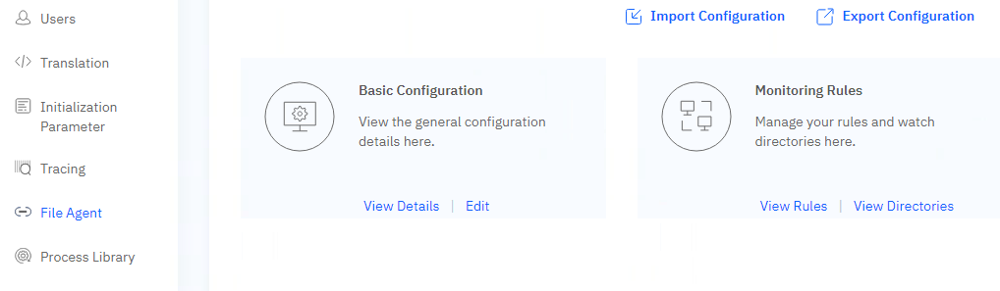 Users
Translation
Initialization
Parameter
Tracing
File Agent
Process Library
Import Configuration
Export Configuration
Basic Configuration
View the general configuration
details here.
View Details | Edit
Monitoring Rules
Manage your rules and watch
directories here.
View Rules | View Directories